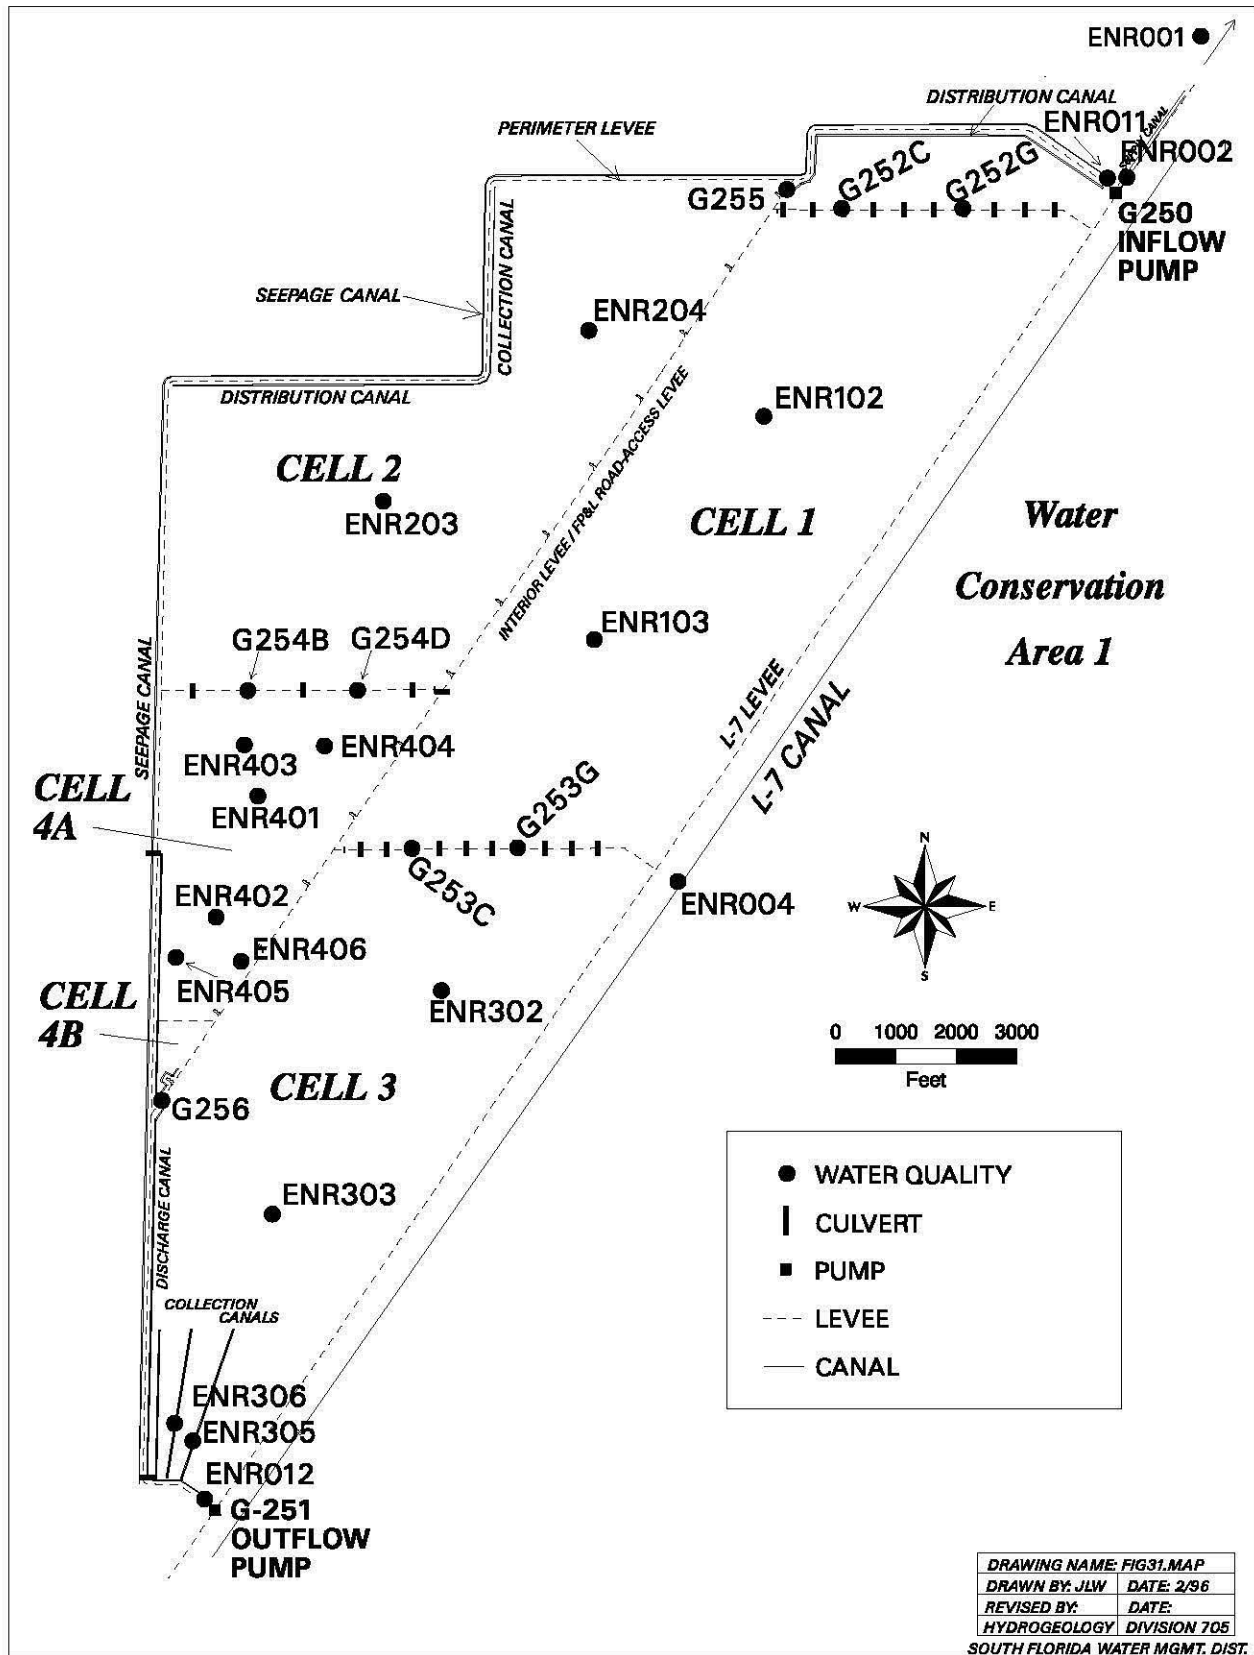 ENR001
DISTRIBUTION CANAL
ENR011
PERIMETER LEVEE
ENR002
G252C
G252G
G255
G250
INFLOW
PUMP
COLLECTION CANAL
SEEPAGE CANAL
ENR204
DISTRIBUTION CANAL
ENR102
INTERIOR LEVEE / FP&L ROAD-ACCESS LEVEE
CELL 2
ENR203
CELL 1
Water
Conservation
Area 1
ENR103
G254B
G254D
SEEPAGE CANAL
L-7 LEVEE
L-7 CANAL
ENR403
ENR404
CELL
4A
ENR401
G253G
G253C
N
W
E
S
ENR402
ENR004
ENR406
ENR405
CELL
4B
ENR302
0 1000 2000 3000
Feet
CELL 3
G256
DISCHARGE CANAL
ENR303
WATER QUALITY
CULVERT
PUMP
LEVEE
CANAL
COLLECTION
CANALS
ENR306
ENR305
ENR012
G-251
OUTFLOW
PUMP
DRAWING NAME: FIG31.MAP
DRAWN BY: JLW DATE: 2/96
REVISED BY: DATE:
HYDROGEOLOGY DIVISION 705
SOUTH FLORIDA WATER MGMT. DIST.